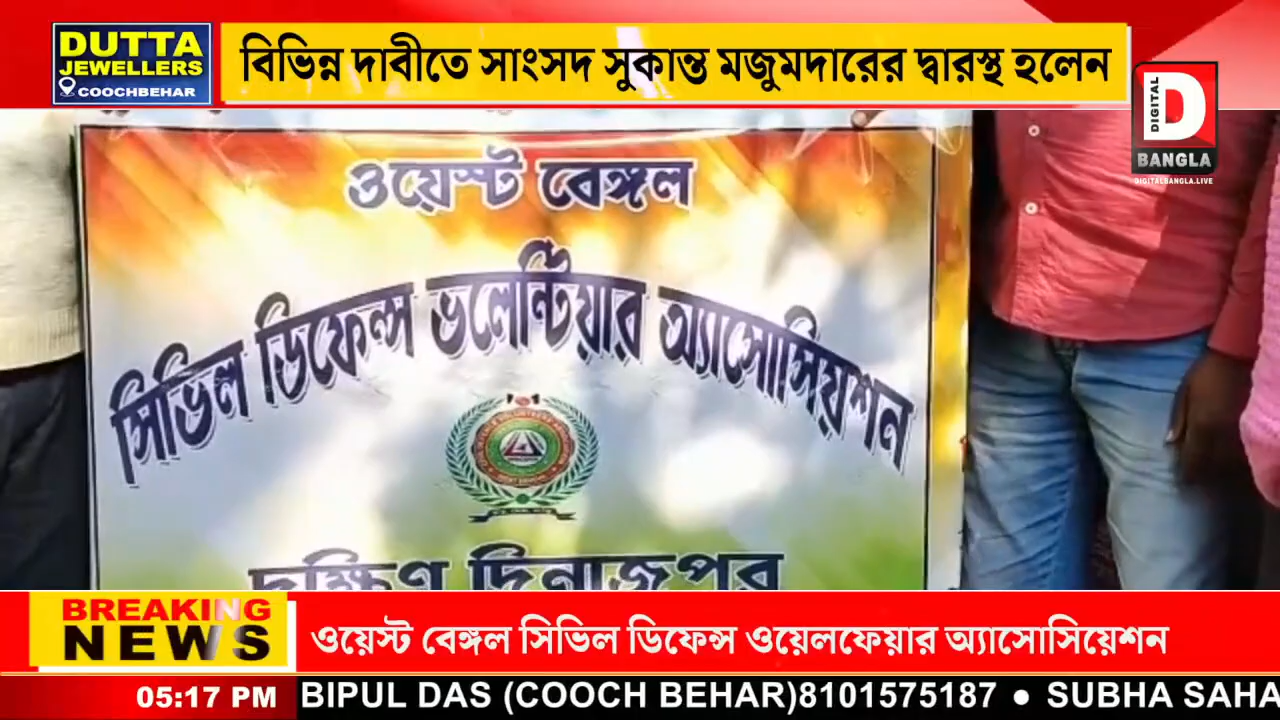 DUTTA
JEWELLERS
COOCHBEHAR
বিভিন্ন দাবীতে সাংসদ সুকান্ত মজুমদারের দ্বারস্থ হলেন
DIGITAL
D
BANGLA
DIGITALBANGLA.LIVE
ওয়েস্ট বেঙ্গল
সিভিল ডিফেন্স ভলেন্টিয়ার অ্যাসোসিয়শন
দক্ষিণ দিনাজপুর
BREAKING
NEWS
ওয়েস্ট বেঙ্গল সিভিল ডিফেন্স ওয়েলফেয়ার অ্যাসোসিয়েশন
05:17 PM
BIPUL DAS (COOCH BEHAR)8101575187 ● SUBHA SAHA